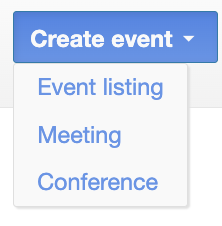 Create event
Event listing
Meeting
Conference